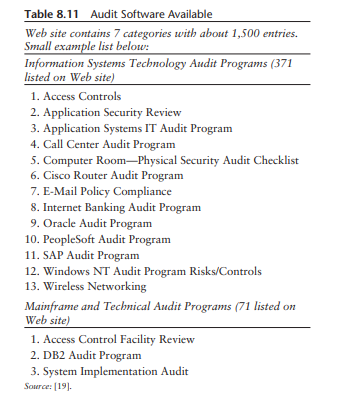 Table 8.11 Audit Software Available
Web site contains 7 categories with about 1,500 entries.
Small example list below:
Information Systems Technology Audit Programs (371
listed on Web site)
1. Access Controls
2. Application Security Review
3. Application Systems IT Audit Program
4. Call Center Audit Program
5. Computer Room—Physical Security Audit Checklist
6. Cisco Router Audit Program
7. E-Mail Policy Compliance
8. Internet Banking Audit Program
9. Oracle Audit Program
10. PeopleSoft Audit Program
11. SAP Audit Program
12. Windows NT Audit Program Risks/Controls
13. Wireless Networking
Mainframe and Technical Audit Programs (71 listed on
Web site)
1. Access Control Facility Review
2. DB2 Audit Program
3. System Implementation Audit
Source: [19].